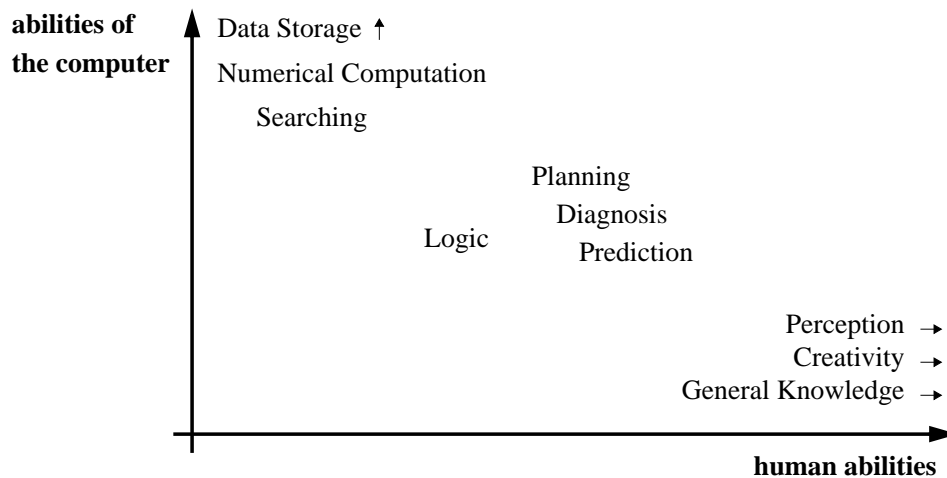 abilities of
the computer
Data Storage ↑
Numerical Computation
Searching
Planning
Diagnosis
Logic
Prediction
Perception →
Creativity →
General Knowledge →
human abilities